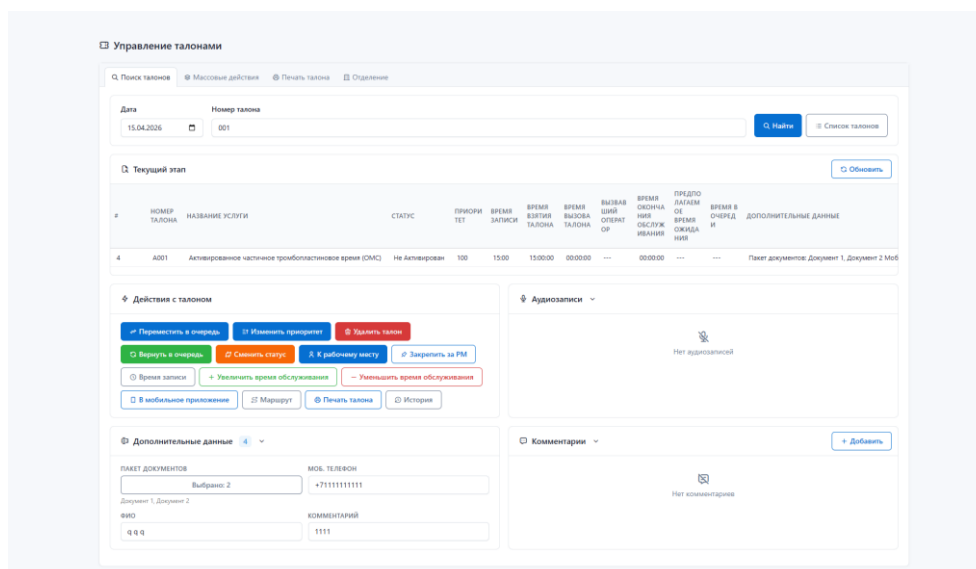 Управление талонами
Поиск талонов Массовые действия Печать талона Отделение
Дата Номер талона
15.04.2026 001 Найти Список талонов
Текущий этап Обновить
# НОМЕР ТАЛОНА НАЗВАНИЕ УСЛУГИ СТАТУС ПРИОРИТЕТ ВРЕМЯ ЗАПИСИ ВРЕМЯ ВЗЯТИЯ ТАЛОНА ВРЕМЯ ВЫЗОВА ТАЛОНА ВЫЗВАВШИЙ ОПЕРАТОР ВРЕМЯ ОКОНЧАНИЯ ОБСЛУЖИВАНИЯ ПРЕДПОЛАГАЕМОЕ ВРЕМЯ ОЖИДАНИЯ ВРЕМЯ В ОЧЕРЕДИ ДОПОЛНИТЕЛЬНЫЕ ДАННЫЕ
4 A001 Активированное частичное тромбопластиновое время (ОМС) Не Активирован 100 15:00 15:00:00 00:00:00 --- 00:00:00 --- --- Пакет документов: Документ 1, Документ 2 Моб
Действия с талоном
Переместить в очередь Изменить приоритет Удалить талон
Вернуть в очередь Сменить статус К рабочему месту Закрепить за РМ
Время записи + Увеличить время обслуживания − Уменьшить время обслуживания
В мобильное приложение Маршрут Печать талона История
Аудиозаписи
Нет аудиозаписей
Дополнительные данные 4
ПАКЕТ ДОКУМЕНТОВ МОБ. ТЕЛЕФОН
Выбрано: 2 +71111111111
Документ 1, Документ 2
ФИО КОММЕНТАРИЙ
q q q 1111
Комментарии + Добавить
Нет комментариев